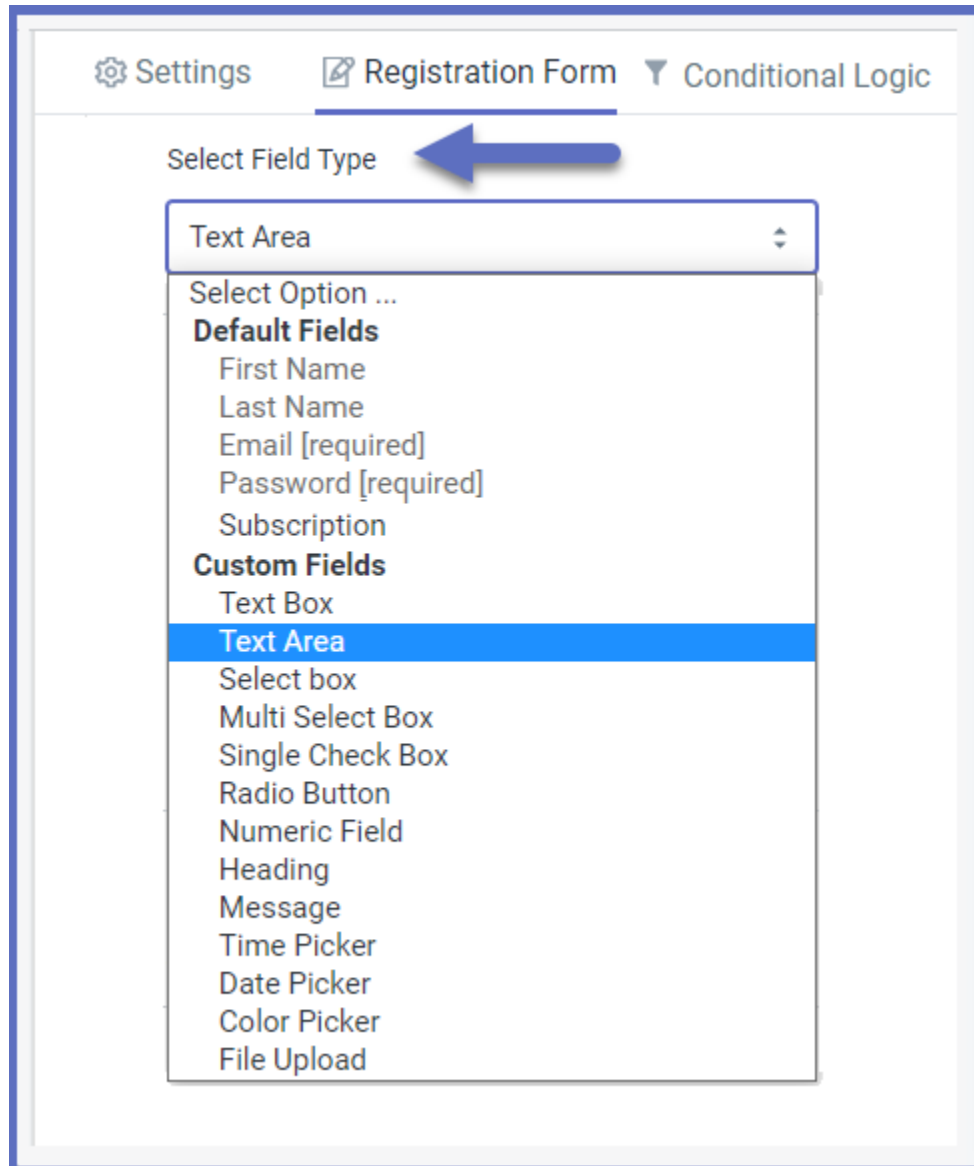 Settings Registration Form Conditional Logic
Select Field Type
Text Area
Select Option ...
Default Fields
First Name
Last Name
Email [required]
Password [required]
Subscription
Custom Fields
Text Box
Text Area
Select box
Multi Select Box
Single Check Box
Radio Button
Numeric Field
Heading
Message
Time Picker
Date Picker
Color Picker
File Upload